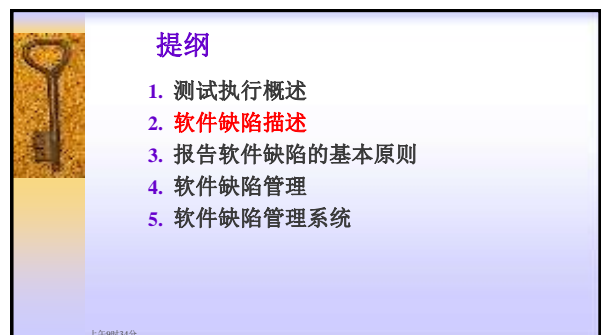 提纲
1. 测试执行概述
2. 软件缺陷描述
3. 报告软件缺陷的基本原则
4. 软件缺陷管理
5. 软件缺陷管理系统